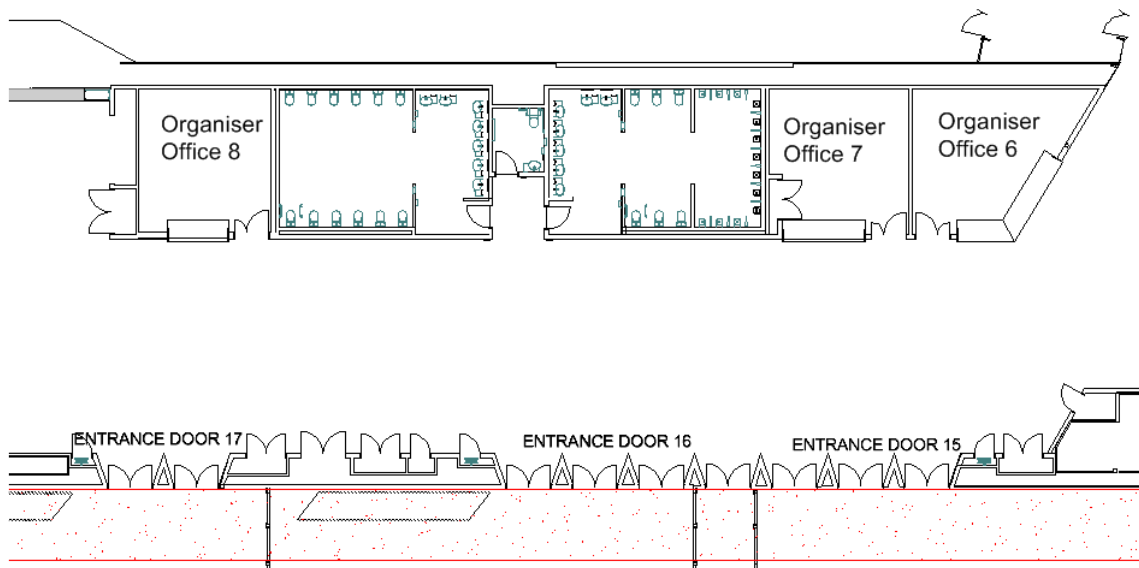 Organiser
Office 8
Organiser
Office 7
Organiser
Office 6
ENTRANCE DOOR 17
ENTRANCE DOOR 16
ENTRANCE DOOR 15